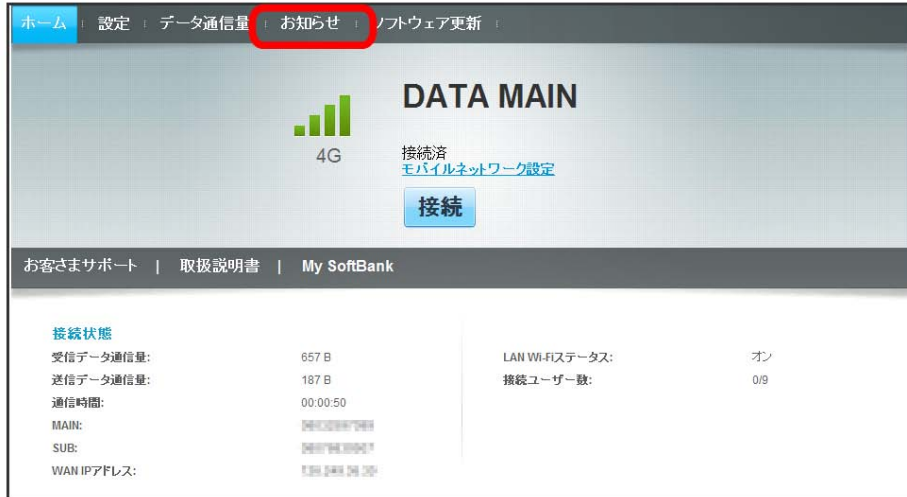 ホーム 設定 データ通信量 お知らせ ソフトウェア更新
DATA MAIN
4G
接続済
モバイルネットワーク設定
接続
お客さまサポート | 取扱説明書 | My SoftBank
接続状態
受信データ通信量: 657 B LAN Wi-Fiステータス: オン
送信データ通信量: 187 B 接続ユーザー数: 0/9
通信時間: 00:00:50
MAIN:
SUB:
WAN IPアドレス: